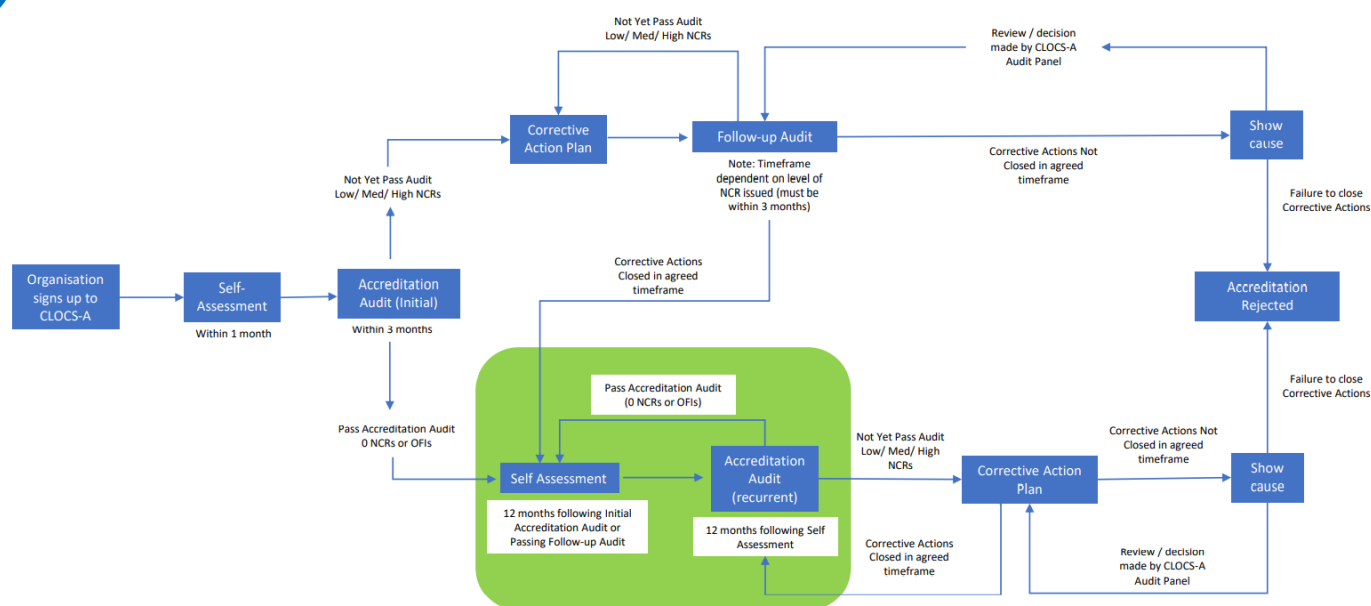 Not Yet Pass Audit
Low/ Med/ High NCRs
Review / decision
made by CLOCS-A
Audit Panel
Corrective
Action Plan
Follow-up Audit
Show
cause
Note: Timeframe
dependent on level of
NCR issued (must be
within 3 months)
Corrective Actions Not
Closed in agreed
timeframe
Not Yet Pass Audit
Low/ Med/ High NCRs
Failure to close
Corrective Actions
Corrective Actions
Closed in agreed
timeframe
Organisation
signs up to
CLOCS-A
Self-
Assessment
Within 1 month
Accreditation
Audit (Initial)
Within 3 months
Accreditation
Rejected
Pass Accreditation Audit
0 NCRs or OFIs
Pass Accreditation Audit
(0 NCRs or OFIs)
Failure to close
Corrective Actions
Self Assessment
12 months following Initial
Accreditation Audit or
Passing Follow-up Audit
Accreditation
Audit
(recurrent)
12 months following Self
Assessment
Not Yet Pass Audit
Low/ Med/ High
NCRs
Corrective Action
Plan
Corrective Actions Not
Closed in agreed
timeframe
Show
cause
Corrective Actions
Closed in agreed
timeframe
Review / decision
made by CLOCS-A
Audit Panel